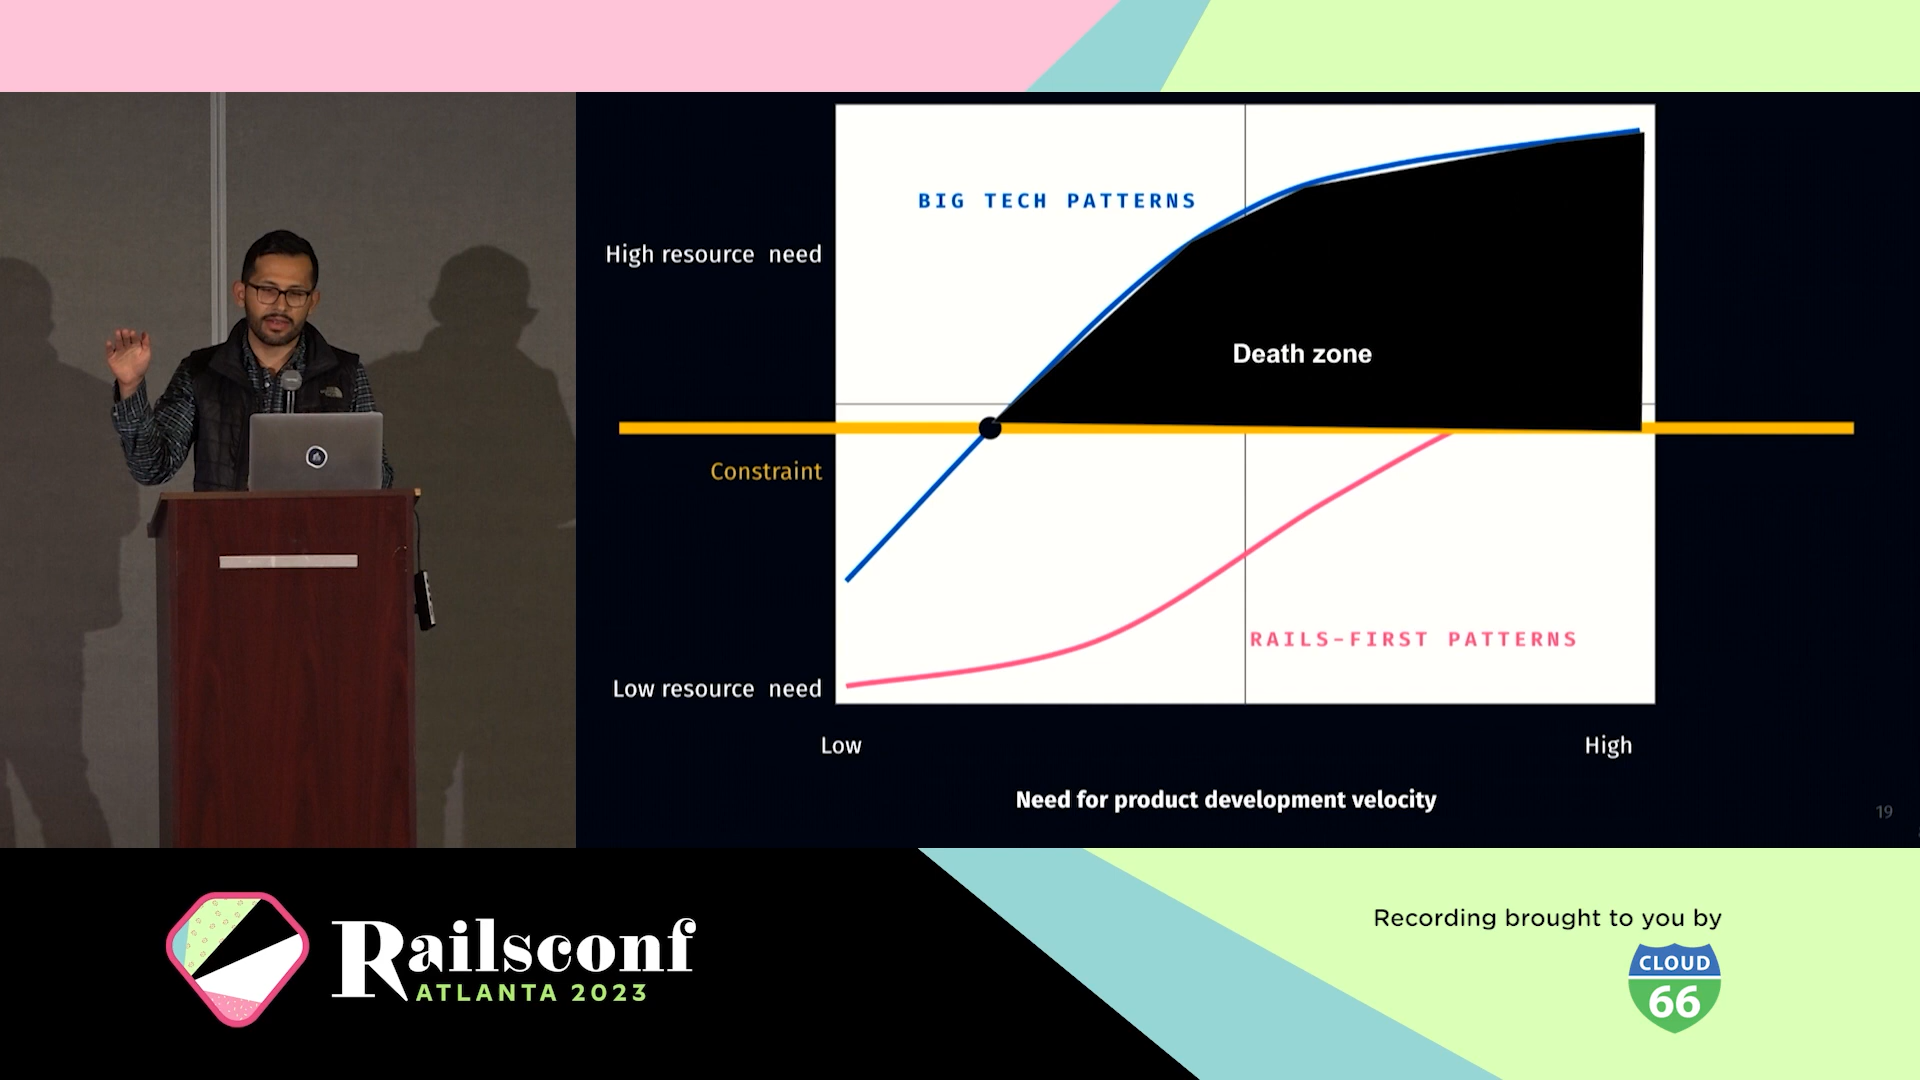 BIG TECH PATTERNS
High resource need
Death zone
Constraint
RAILS-FIRST PATTERNS
Low resource need
Low
High
Need for product development velocity
19
Railsconf
ATLANTA 2023
Recording brought to you by
CLOUD
66